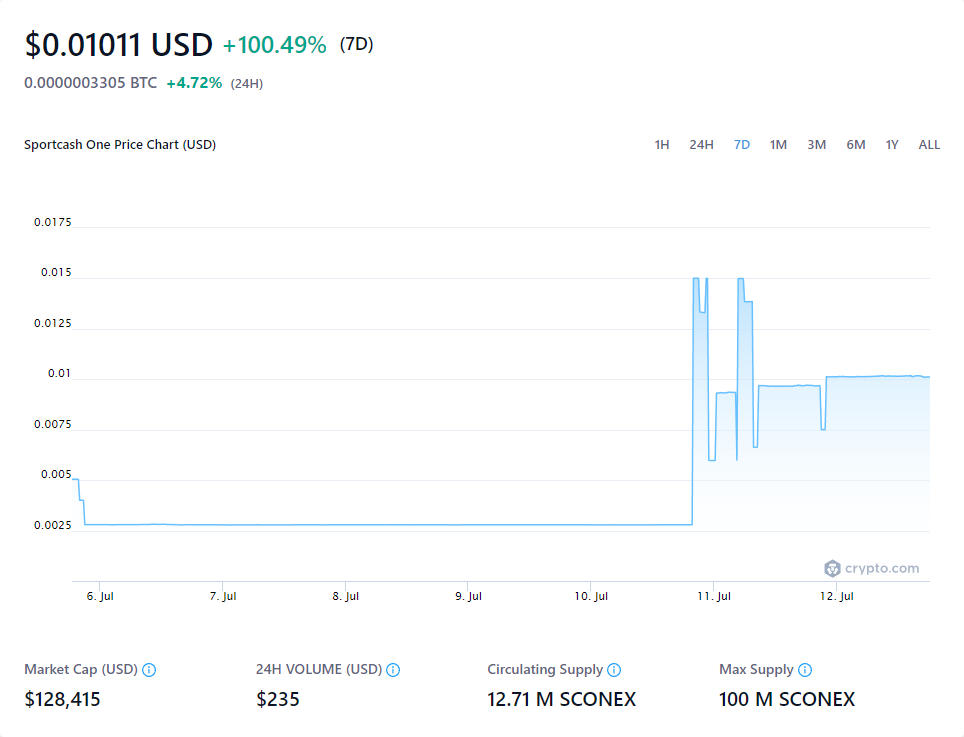 $0.01011 USD +100.49% (7D)
0.0000003305 BTC +4.72% (24H)
Sportcash One Price Chart (USD) 1H 24H 7D 1M 3M 6M 1Y ALL
0.0175
0.015
0.0125
0.01
0.0075
0.005
0.0025
crypto.com
6. Jul 7. Jul 8. Jul 9. Jul 10. Jul 11. Jul 12. Jul
Market Cap (USD) 24H VOLUME (USD) Circulating Supply Max Supply
$128,415 $235 12.71 M SCONEX 100 M SCONEX